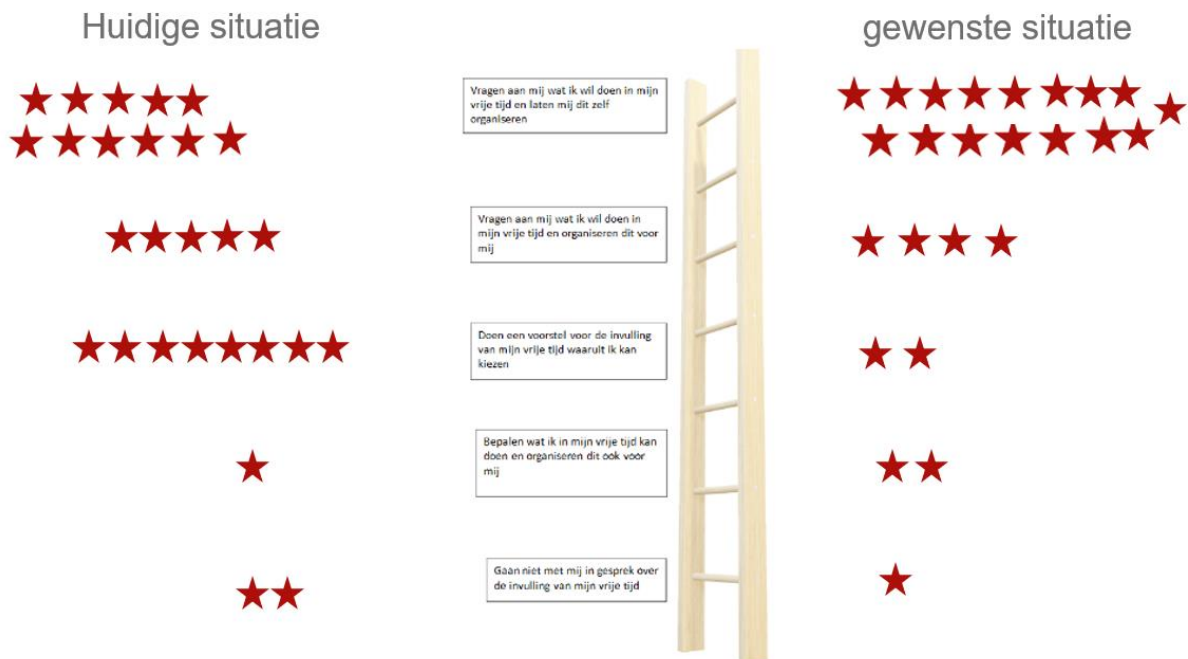 Huidige situatie
gewenste situatie
Vragen aan mij wat ik wil doen in mijn
vrije tijd en laten mij dit zelf
organiseren
Vragen aan mij wat ik wil doen in
mijn vrije tijd en organiseren dit voor
mij
Doen een voorstel voor de invulling
van mijn vrije tijd waaruit ik kan
kiezen
Bepalen wat ik in mijn vrije tijd kan
doen en organiseren dit ook voor
mij
Gaan niet met mij in gesprek over
de invulling van mijn vrije tijd